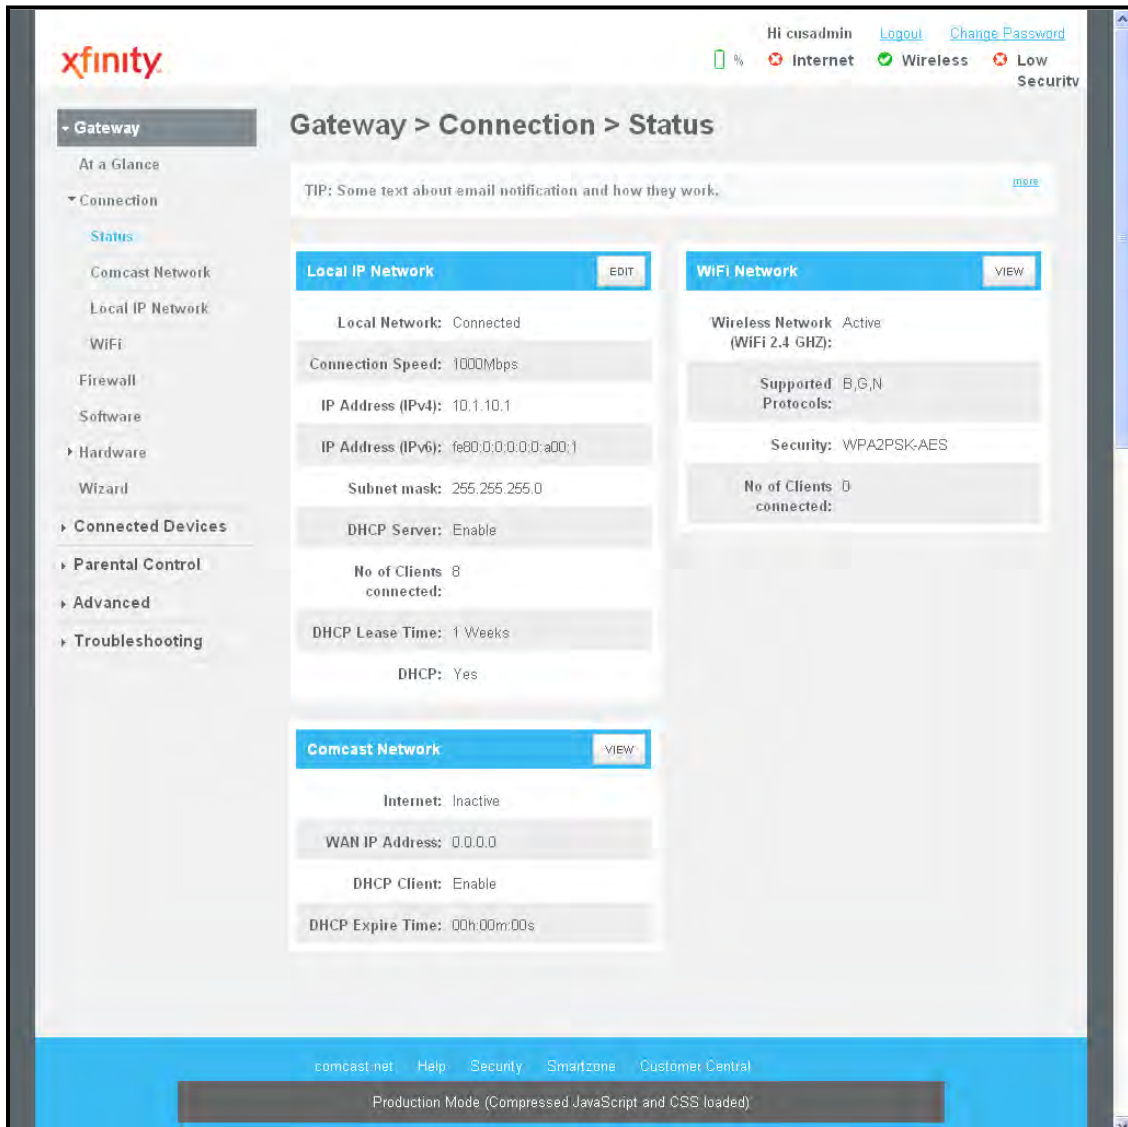 Hi cusadmin Logout Change Password
xfinity
% Internet Wireless Low Security
Gateway
Gateway > Connection > Status
At a Glance
TIP: Some text about email notification and how they work. more
Connection
Status
Comcast Network
Local IP Network
WiFi
Firewall
Software
Hardware
Wizard
Connected Devices
Parental Control
Advanced
Troubleshooting
Local IP Network EDIT
Local Network: Connected
Connection Speed: 1000Mbps
IP Address (IPv4): 10.1.10.1
IP Address (IPv6): fe80:0:0:0:0:0:a00:1
Subnet mask: 255.255.255.0
DHCP Server: Enable
No of Clients 8
connected:
DHCP Lease Time: 1 Weeks
DHCP: Yes
WiFi Network VIEW
Wireless Network Active
(WiFi 2.4 GHZ):
Supported B,G,N
Protocols:
Security: WPA2PSK-AES
No of Clients 0
connected:
Comcast Network VIEW
Internet: Inactive
WAN IP Address: 0.0.0.0
DHCP Client: Enable
DHCP Expire Time: 00h:00m:00s
comcast.net Help Security Smartzone Customer Central
Production Mode (Compressed JavaScript and CSS loaded)